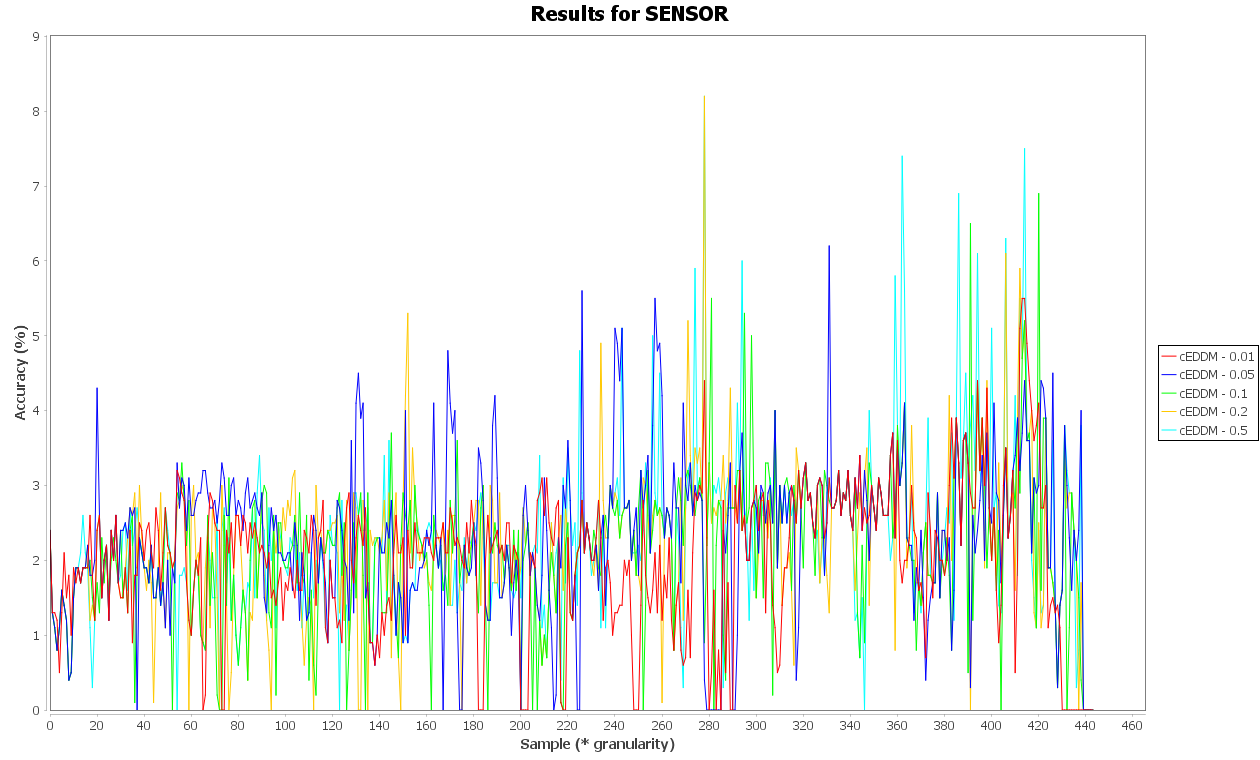 Results for SENSOR
Accuracy (%)
9
8
7
6
5
4
3
2
1
0
0 20 40 60 80 100 120 140 160 180 200 220 240 260 280 300 320 340 360 380 400 420 440 460
Sample (* granularity)
cEDDM - 0.01
cEDDM - 0.05
cEDDM - 0.1
cEDDM - 0.2
cEDDM - 0.5